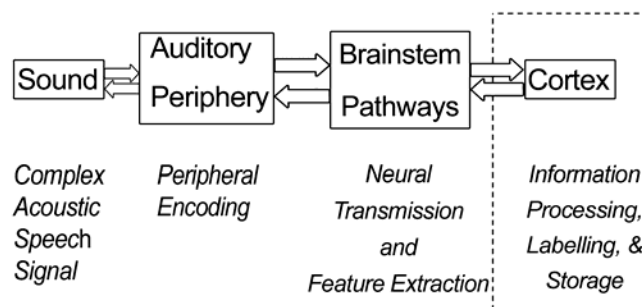 Sound
Auditory
Periphery
Brainstem
Pathways
Cortex
Complex
Acoustic
Speech
Signal
Peripheral
Encoding
Neural
Transmission
and
Feature Extraction
Information
Processing,
Labelling, &
Storage